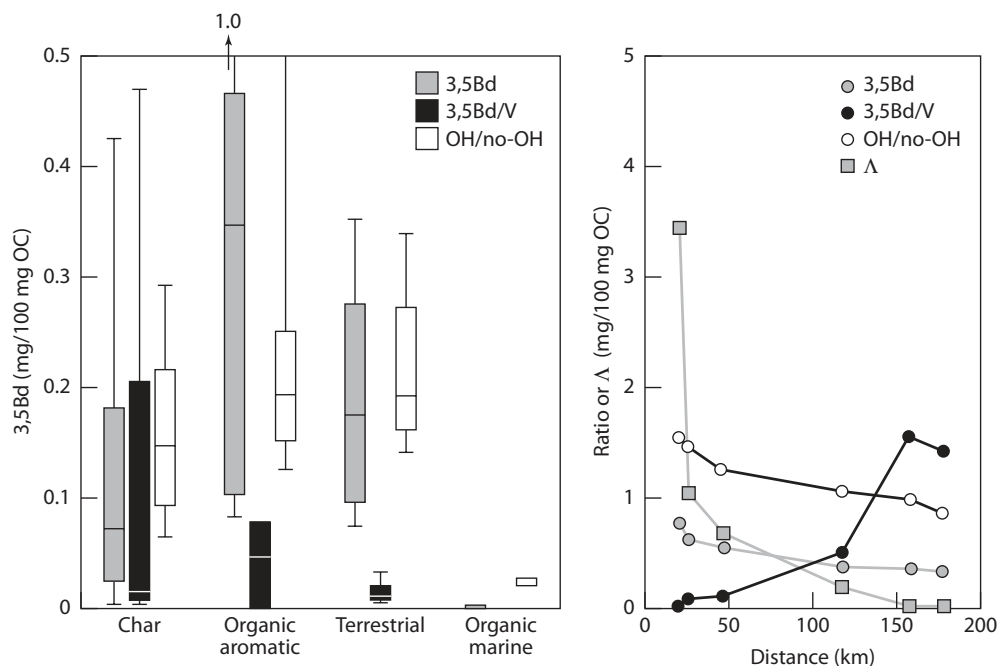 1.0
0.5
0.4
0.3
0.2
0.1
0
3,5Bd (mg/100 mg OC)
3,5Bd
3,5Bd/V
OH/no-OH
Char
Organic
aromatic
Terrestrial
Organic
marine
5
4
3
2
1
0
Ratio or Λ (mg/100 mg OC)
3,5Bd
3,5Bd/V
OH/no-OH
Λ
0
50
100
150
200
Distance (km)